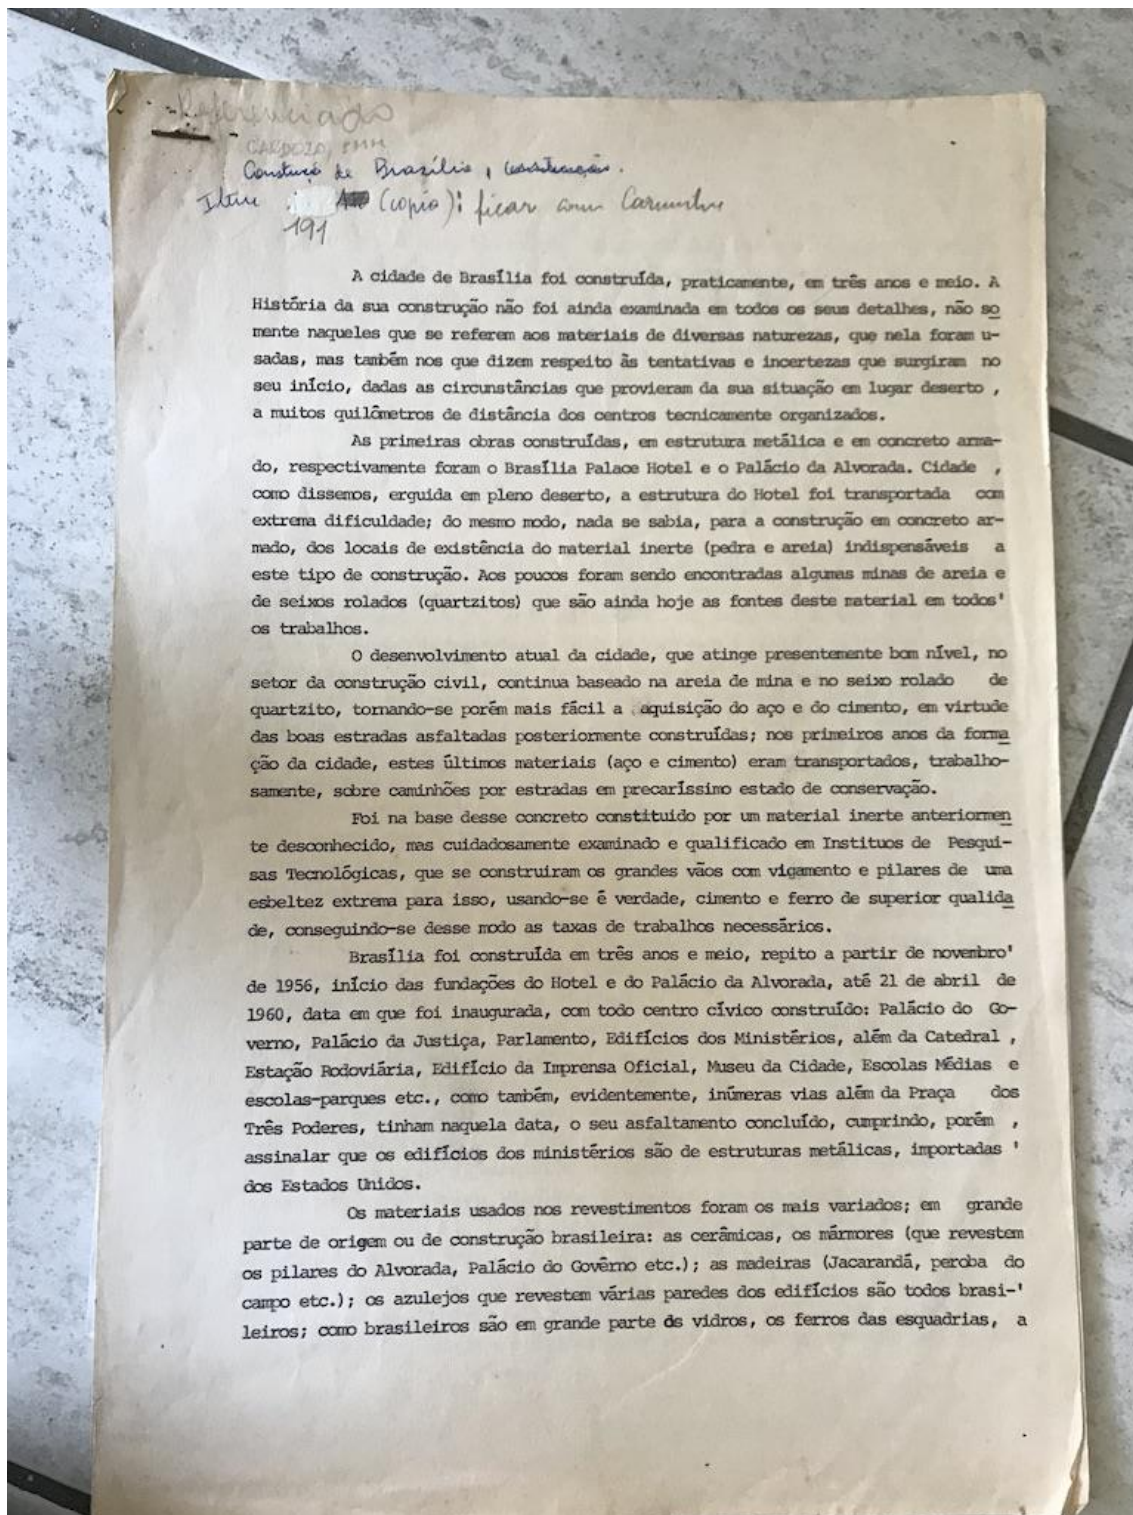 Referenciado
CARDOZO,
Construçã de Brasília,
Item (copia): ficar com
191
A cidade de Brasília foi construída, praticamente, em três anos e meio. A
História da sua construção não foi ainda examinada em todos os seus detalhes, não so
mente naqueles que se referem aos materiais de diversas naturezas, que nela foram u-
sadas, mas também nos que dizem respeito às tentativas e incertezas que surgiram no
seu início, dadas as circunstâncias que provieram da sua situação em lugar deserto ,
a muitos quilômetros de distância dos centros tecnicamente organizados.
As primeiras obras construídas, em estrutura metálica e em concreto arma-
do, respectivamente foram o Brasília Palace Hotel e o Palácio da Alvorada. Cidade ,
como dissemos, erguida em pleno deserto, a estrutura do Hotel foi transportada com
extrema dificuldade; do mesmo modo, nada se sabia, para a construção em concreto ar-
mado, dos locais de existência do material inerte (pedra e areia) indispensáveis a
este tipo de construção. Aos poucos foram sendo encontradas algumas minas de areia e
de seixos rolados (quartzitos) que são ainda hoje as fontes deste material em todos'
os trabalhos.
O desenvolvimento atual da cidade, que atinge presentemente bom nível, no
setor da construção civil, continua baseado na areia de mina e no seixo rolado de
quartzito, tornando-se porém mais fácil a aquisição do aço e do cimento, em virtude
das boas estradas asfaltadas posteriormente construídas; nos primeiros anos da forma
ção da cidade, estes últimos materiais (aço e cimento) eram transportados, trabalho-
samente, sobre caminhões por estradas em precaríssimo estado de conservação.
Foi na base desse concreto constituido por um material inerte anteriormen
te desconhecido, mas cuidadosamente examinado e qualificado em Instituos de Pesqui-
sas Tecnológicas, que se construiram os grandes vãos com vigamento e pilares de uma
esbeltez extrema para isso, usando-se é verdade, cimento e ferro de superior qualida
de, conseguindo-se desse modo as taxas de trabalhos necessários.
Brasília foi construída em três anos e meio, repito a partir de novembro'
de 1956, início das fundações do Hotel e do Palácio da Alvorada, até 21 de abril de
1960, data em que foi inaugurada, com todo centro cívico construído: Palácio do Go-
verno, Palácio da Justiça, Parlamento, Edifícios dos Ministérios, além da Catedral ,
Estação Rodoviária, Edifício da Imprensa Oficial, Museu da Cidade, Escolas Médias e
escolas-parques etc., como também, evidentemente, inúmeras vias além da Praça dos
Três Poderes, tinham naquela data, o seu asfaltamento concluído, cumprindo, porém ,
assinalar que os edifícios dos ministérios são de estruturas metálicas, importadas '
dos Estados Unidos.
Os materiais usados nos revestimentos foram os mais variados; em grande
parte de origem ou de construção brasileira: as cerâmicas, os mármores (que revestem
os pilares do Alvorada, Palácio do Govêrno etc.); as madeiras (Jacarandá, peroba do
campo etc.); os azulejos que revestem várias paredes dos edifícios são todos brasi-'
leiros; como brasileiros são em grande parte os vidros, os ferros das esquadrias, a